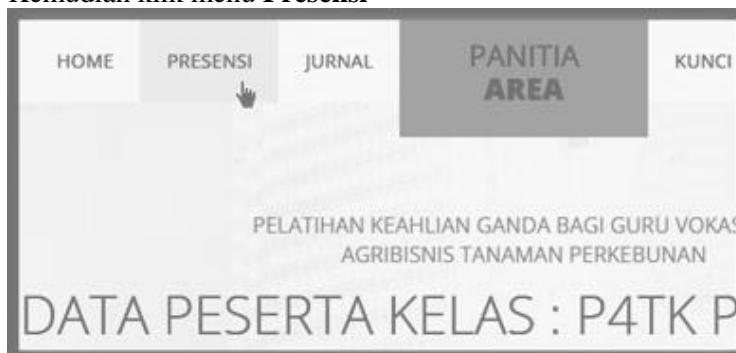 Kemudian klik menu Presensi
HOME PRESENSI JURNAL PANITIA AREA KUNCI
PELATIHAN KEAHLIAN GANDA BAGI GURU VOKAS
AGRIBISNIS TANAMAN PERKEBUNAN
DATA PESERTA KELAS : P4TK P